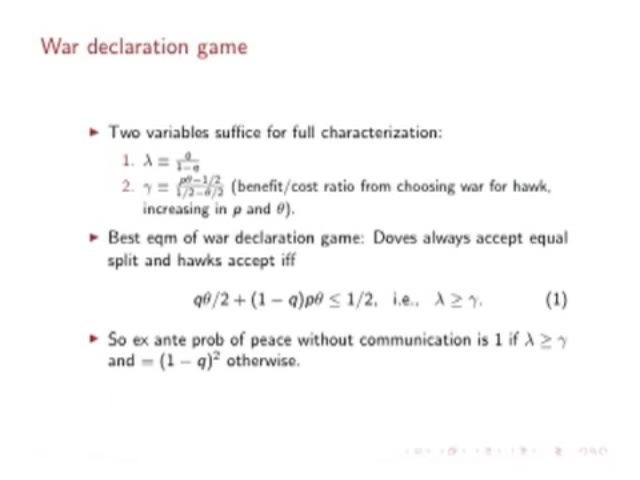 War declaration game
▶ Two variables suffice for full characterization:
1. λ ≡ q/(1−q)
2. γ ≡ (pθ−1/2)/(1/2−θ/2) (benefit/cost ratio from choosing war for hawk,
increasing in p and θ).
▶ Best eqm of war declaration game: Doves always accept equal
split and hawks accept iff
qθ/2 + (1 − q)pθ ≤ 1/2, i.e., λ ≥ γ. (1)
▶ So ex ante prob of peace without communication is 1 if λ ≥ γ
and = (1 − q)² otherwise.